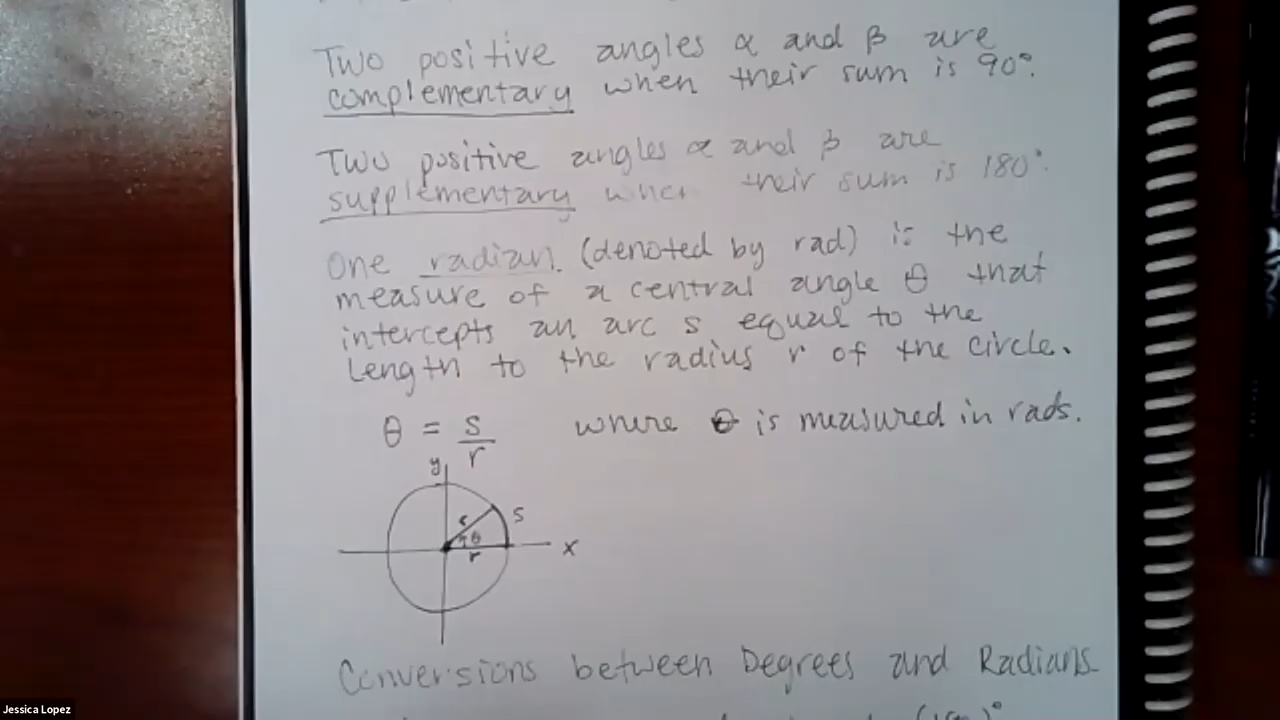 Two positive angles α and β are
complementary when their sum is 90°.
Two positive angles α and β are
supplementary when their sum is 180°.
One radian (denoted by rad) is the
measure of a central angle θ that
intercepts an arc s equal to the
length to the radius r of the circle.
θ = s/r where θ is measured in rads.
y
r s
θ
r x
Conversions between Degrees and Radians
Jessica Lopez